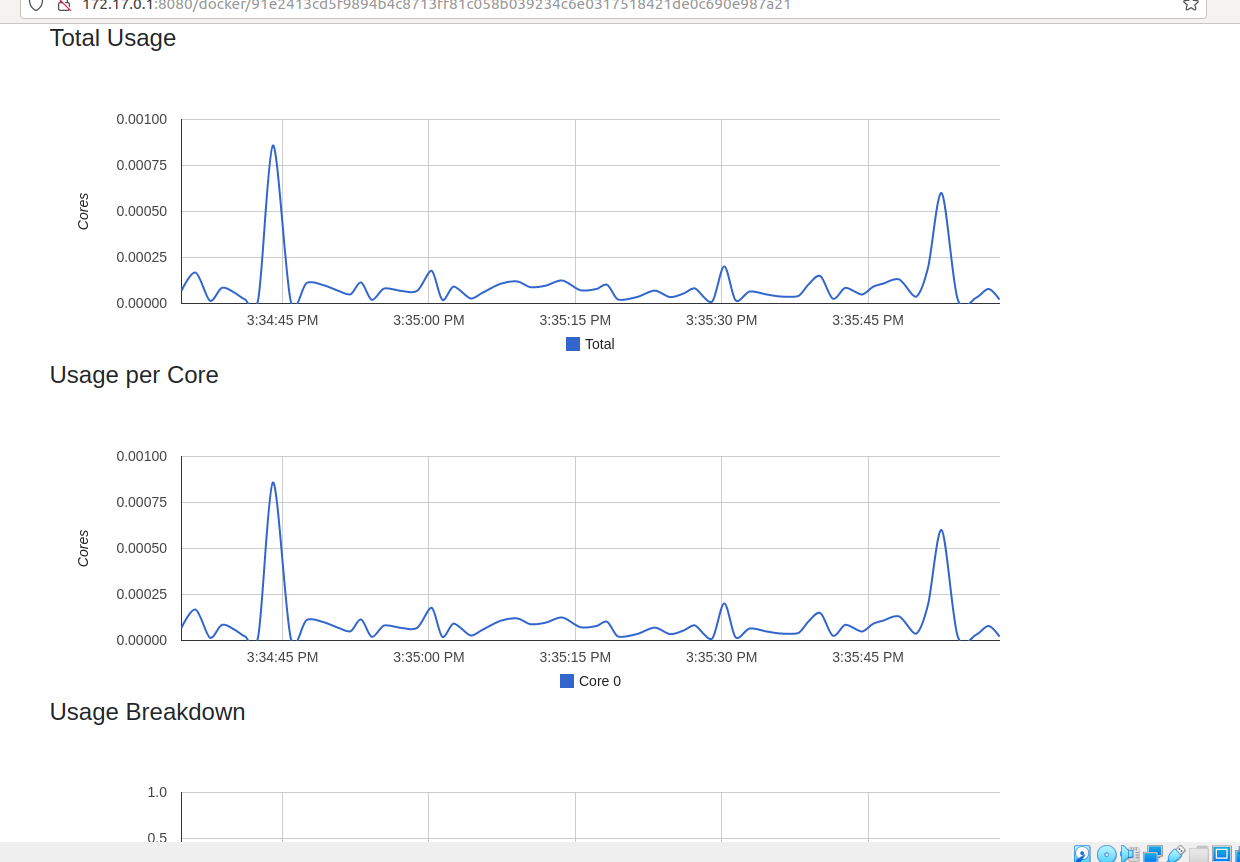 172.17.0.1:8080/docker/91e2413cd5f9894b4c8713ff81c058b039234c6e0317518421de0c690e987a21
Total Usage
0.00100
0.00075
0.00050
0.00025
0.00000
Cores
3:34:45 PM 3:35:00 PM 3:35:15 PM 3:35:30 PM 3:35:45 PM
Total
Usage per Core
0.00100
0.00075
0.00050
0.00025
0.00000
Cores
3:34:45 PM 3:35:00 PM 3:35:15 PM 3:35:30 PM 3:35:45 PM
Core 0
Usage Breakdown
1.0
0.5